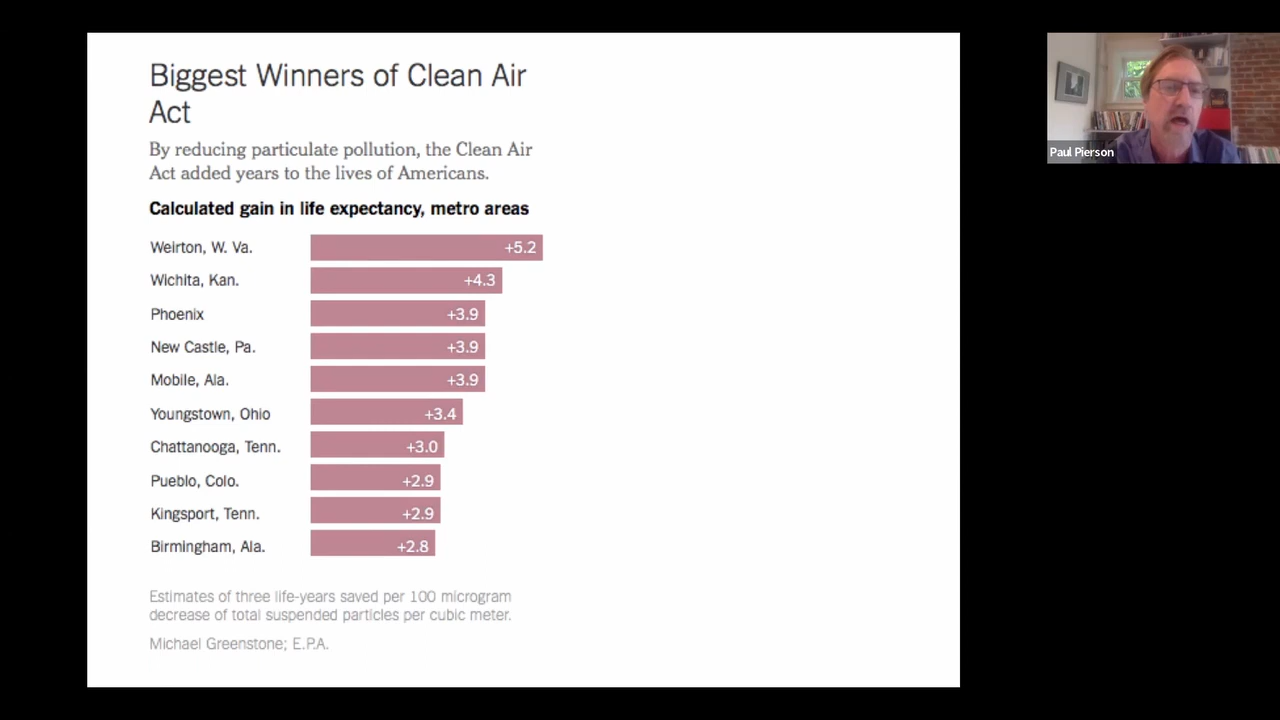 Biggest Winners of Clean Air
Act
By reducing particulate pollution, the Clean Air
Act added years to the lives of Americans.
Calculated gain in life expectancy, metro areas
Weirton, W. Va. +5.2
Wichita, Kan. +4.3
Phoenix +3.9
New Castle, Pa. +3.9
Mobile, Ala. +3.9
Youngstown, Ohio +3.4
Chattanooga, Tenn. +3.0
Pueblo, Colo. +2.9
Kingsport, Tenn. +2.9
Birmingham, Ala. +2.8
Estimates of three life-years saved per 100 microgram
decrease of total suspended particles per cubic meter.
Michael Greenstone; E.P.A.
Paul Pierson